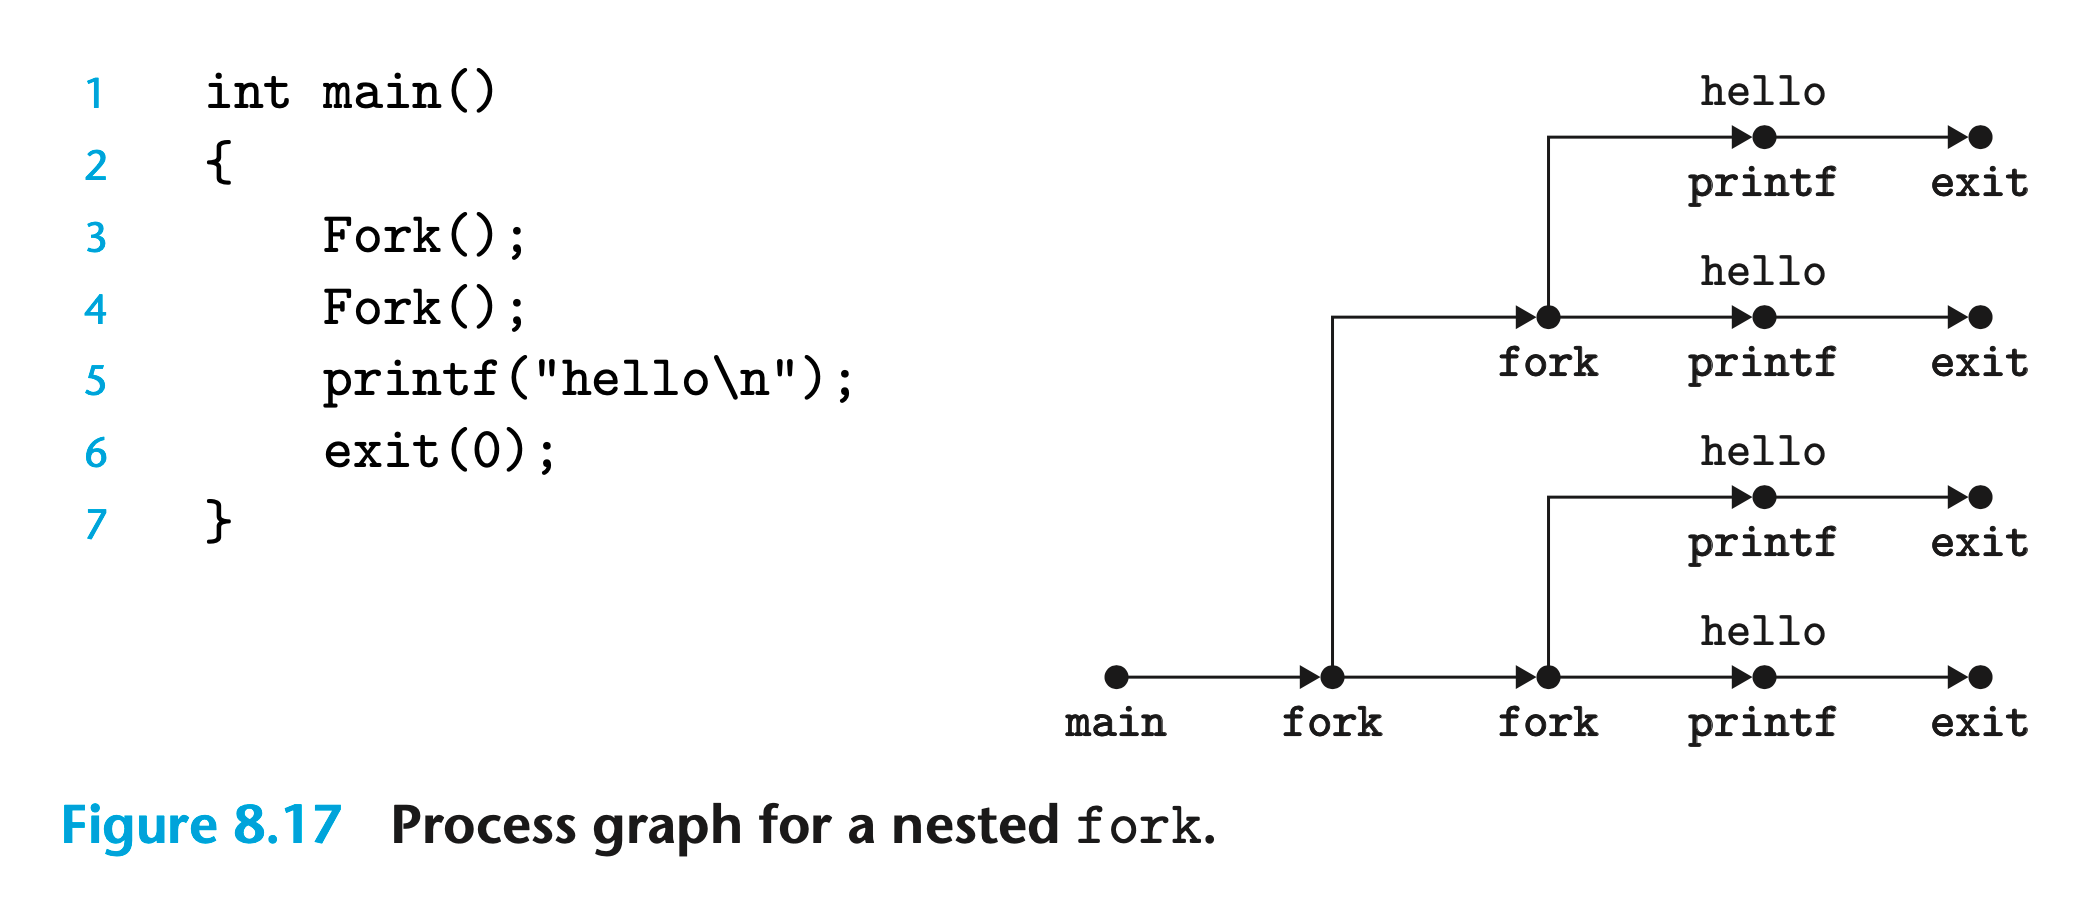 1 int main()
2 {
3 Fork();
4 Fork();
5 printf("hello\n");
6 exit(0);
7 }
hello
printf exit
hello
fork printf exit
hello
printf exit
hello
main fork fork printf exit
Figure 8.17 Process graph for a nested fork.